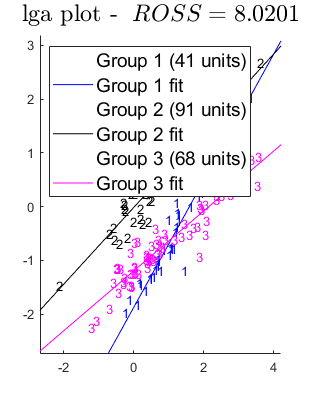 lga plot - ROSS = 8.0201
3
2
1
0
-1
-2
Group 1 (41 units)
Group 1 fit
Group 2 (91 units)
Group 2 fit
Group 3 (68 units)
Group 3 fit
-2 0 2 4